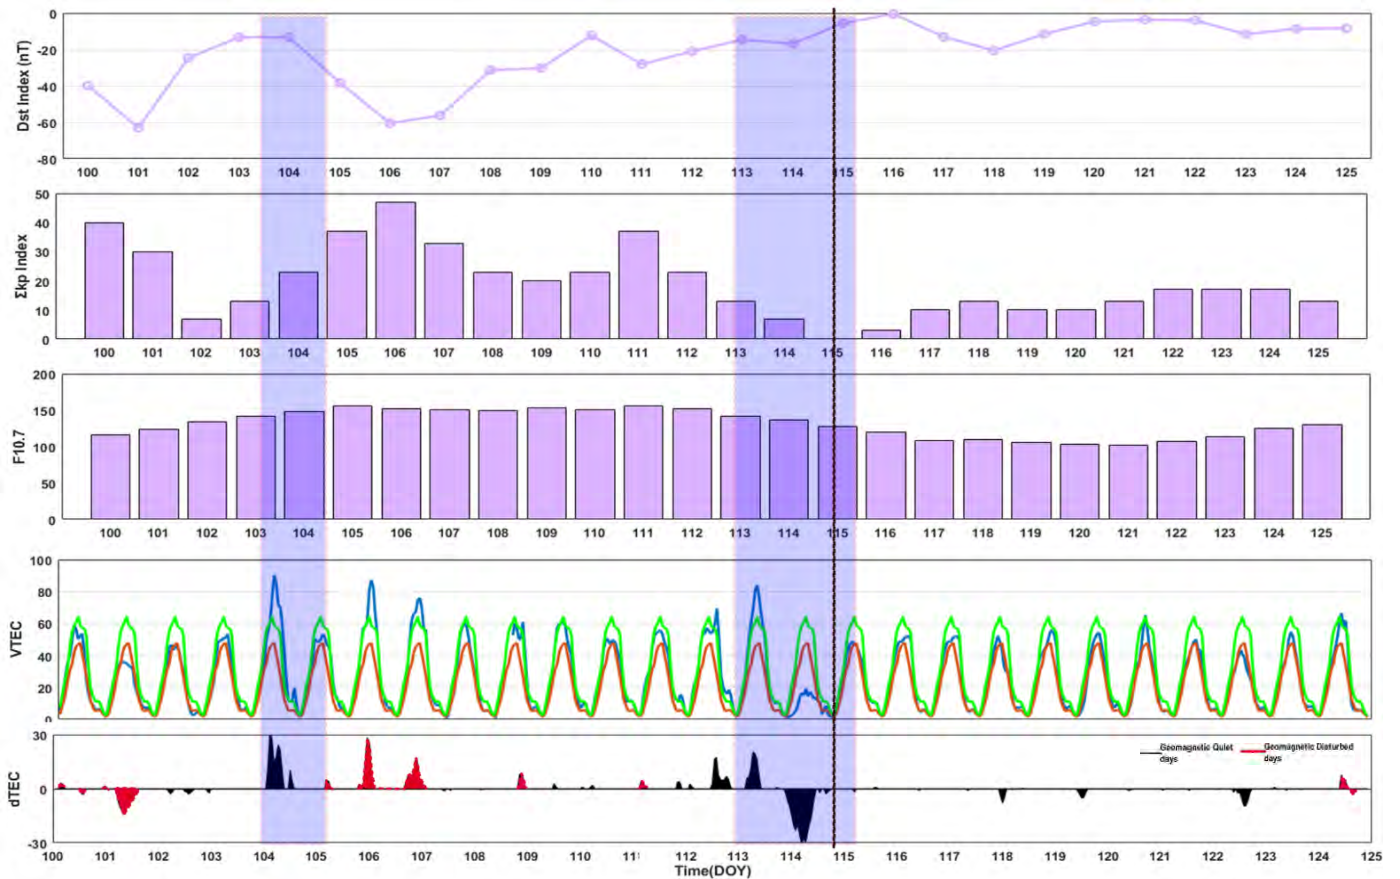 Dst Index (nT)
0
-20
-40
-60
-80
100 101 102 103 104 105 106 107 108 109 110 111 112 113 114 115 116 117 118 119 120 121 122 123 124 125
Σkp Index
50
40
30
20
10
0
100 101 102 103 104 105 106 107 108 109 110 111 112 113 114 115 116 117 118 119 120 121 122 123 124 125
F10.7
200
150
100
50
0
100 101 102 103 104 105 106 107 108 109 110 111 112 113 114 115 116 117 118 119 120 121 122 123 124 125
VTEC
100
80
60
40
20
0
dTEC
30
0
-30
Geomagnetic Quiet
days
Geomagnetic Disturbed
days
100 101 102 103 104 105 106 107 108 109 110 11 112 113 114 115 116 117 118 119 120 121 122 123 124 125
Time(DOY)